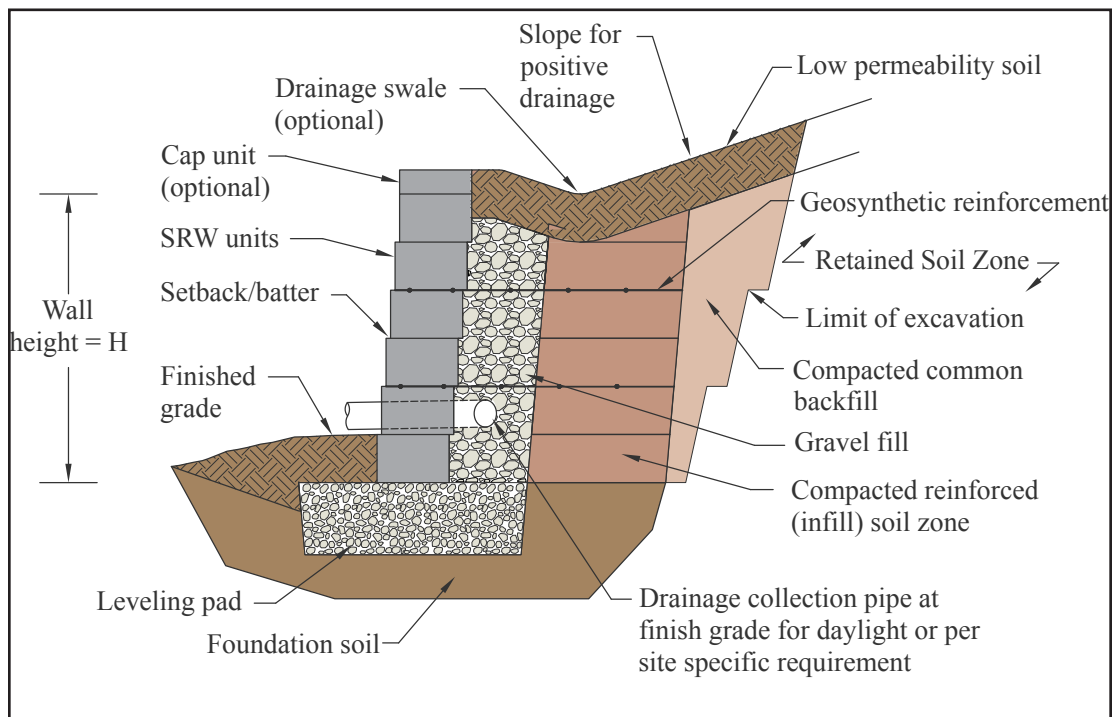 Slope for
positive
drainage
Low permeability soil
Drainage swale
(optional)
Cap unit
(optional)
Geosynthetic reinforcement
SRW units
Retained Soil Zone
Setback/batter
Wall
height = H
Limit of excavation
Finished
grade
Compacted common
backfill
Gravel fill
Compacted reinforced
(infill) soil zone
Leveling pad
Foundation soil
Drainage collection pipe at
finish grade for daylight or per
site specific requirement